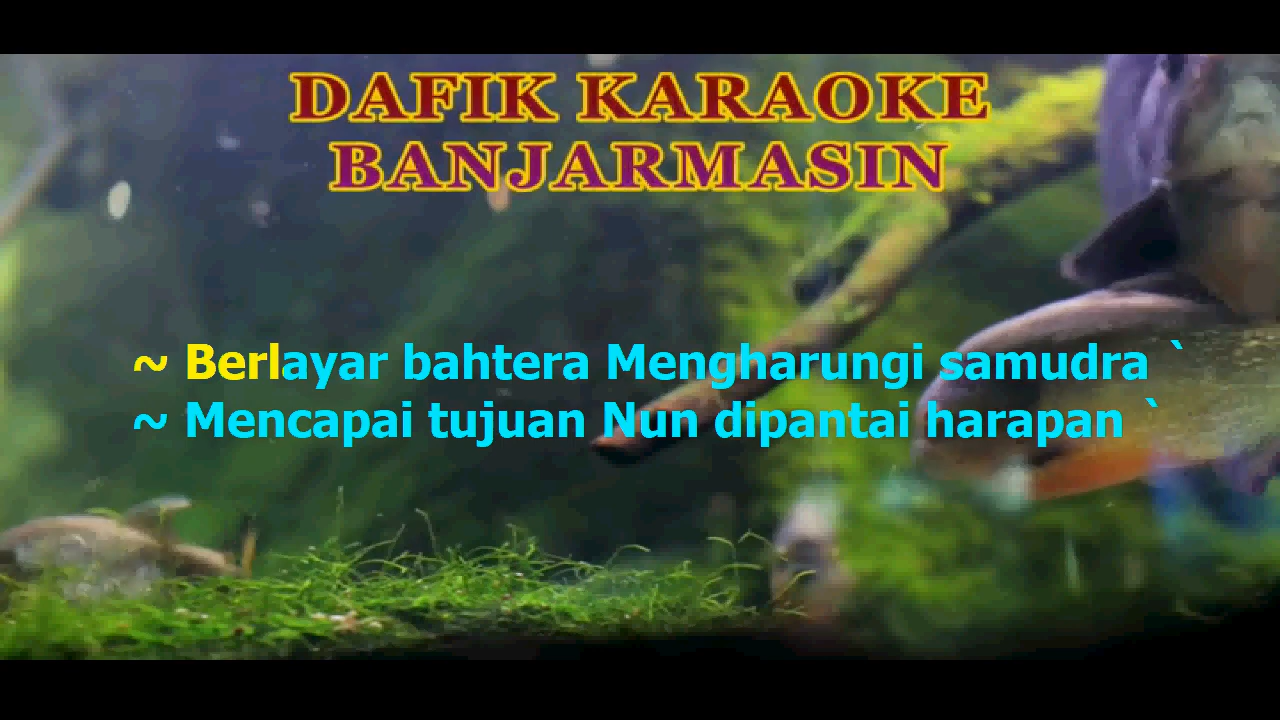 DAFIK KARAOKE
BANJARMASIN
~ Berlayar bahtera Mengharungi samudra `
~ Mencapai tujuan Nun dipantai harapan `